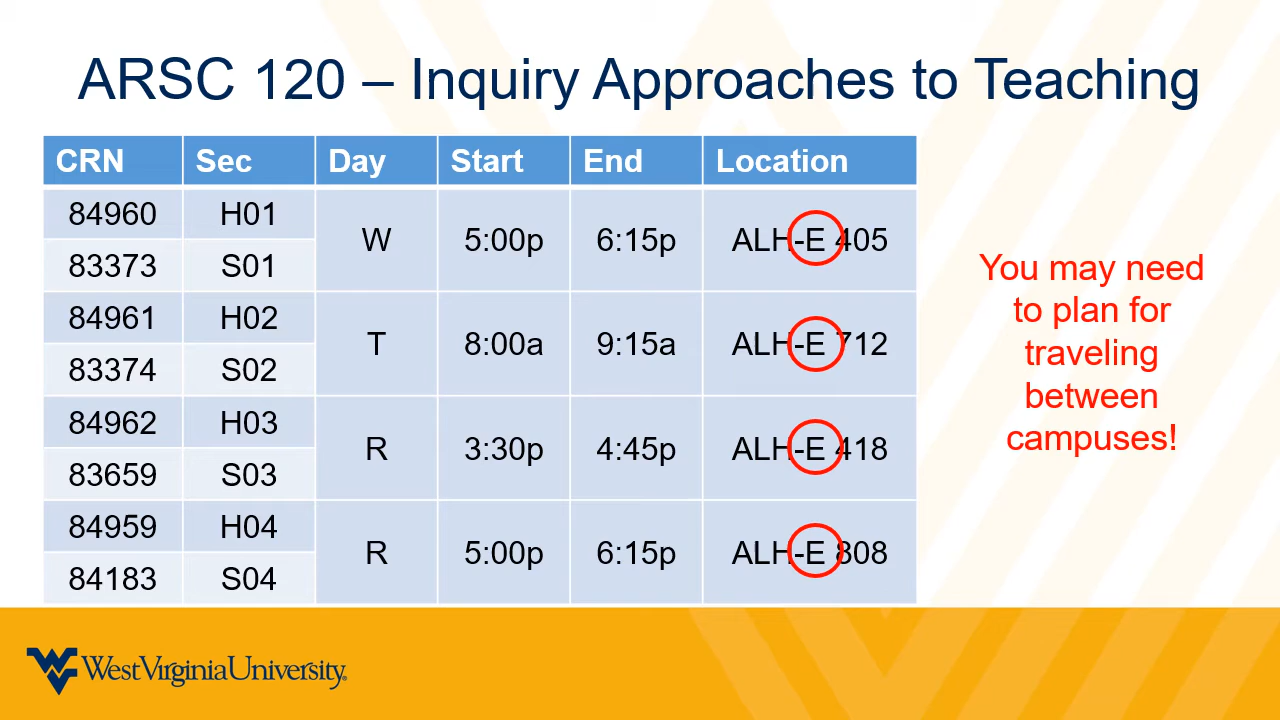 ARSC 120 – Inquiry Approaches to Teaching
CRN Sec Day Start End Location
84960 H01
W 5:00p 6:15p ALH-E 405
83373 S01
84961 H02
T 8:00a 9:15a ALH-E 712
83374 S02
84962 H03
R 3:30p 4:45p ALH-E 418
83659 S03
84959 H04
R 5:00p 6:15p ALH-E 808
84183 S04
You may need
to plan for
traveling
between
campuses!
West Virginia University.